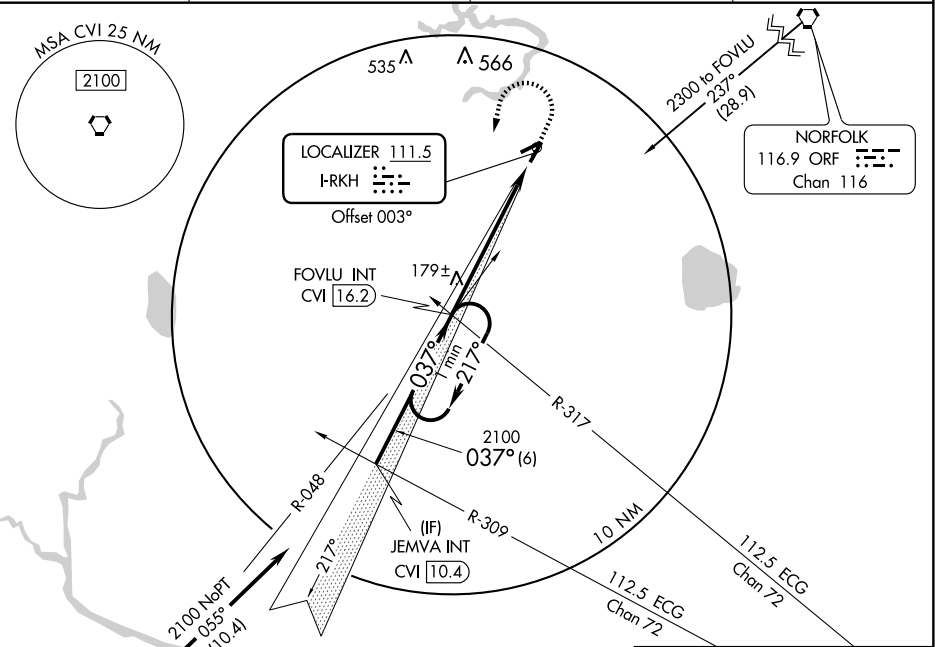 MSA CVI 25 NM
2100
535
566
2300 to FOVLU
237°
(28.9)
NORFOLK
116.9 ORF
Chan 116
LOCALIZER 111.5
I-RKH
Offset 003°
FOVLU INT
CVI 16.2
179±
037°
1 min
217°
R-317
2100
037° (6)
R-048
R-309
(IF)
JEMVA INT
CVI 10.4
10 NM
217°
112.5 ECG
Chan 72
112.5 ECG
Chan 72
2100 NoPT
055°
(10.4)